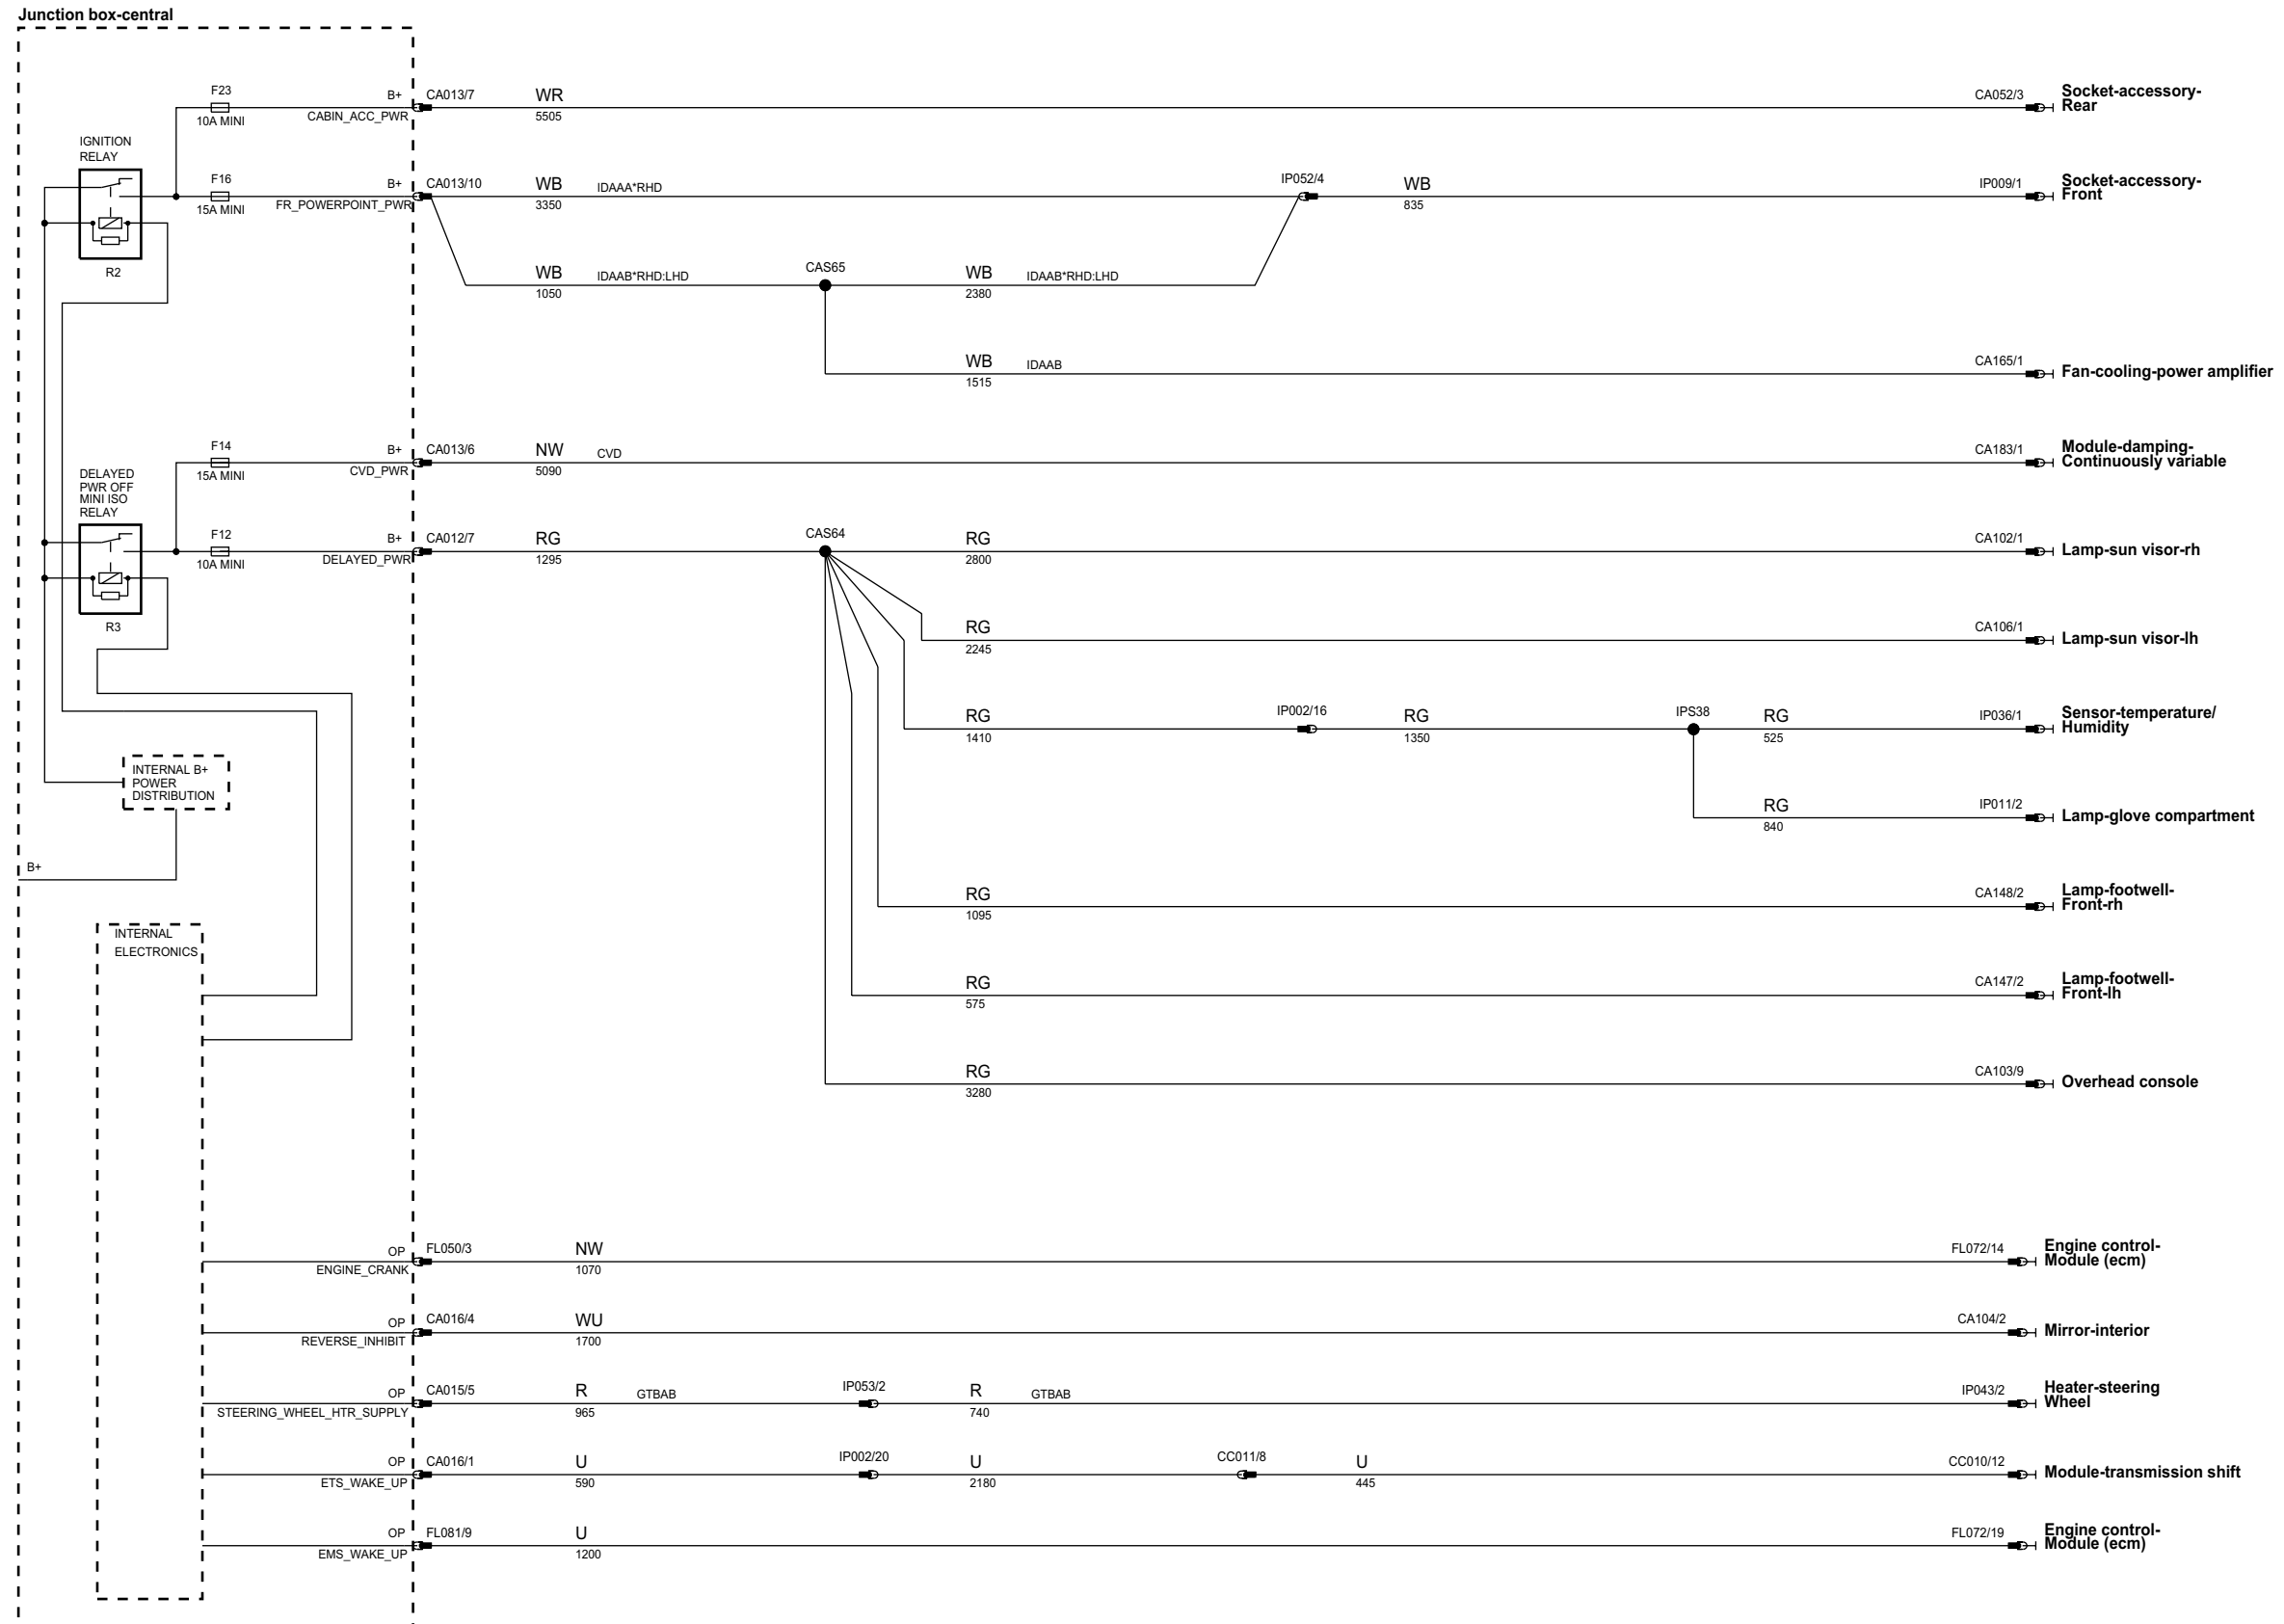 Junction box-central
F23
B+
CA013/7
WR
CA052/3
Socket-accessory-
Rear
10A MINI
CABIN_ACC_PWR
5505
IGNITION
RELAY
F16
B+
CA013/10
WB
IDAAA*RHD
IP052/4
WB
IP009/1
Socket-accessory-
Front
15A MINI
FR_POWERPOINT_PWR
3350
835
R2
WB
IDAAB*RHD:LHD
CAS65
WB
IDAAB*RHD:LHD
1050
2380
WB
IDAAB
CA165/1
Fan-cooling-power amplifier
1515
F14
B+
CA013/6
NW
CVD
CA183/1
Module-damping-
Continuously variable
15A MINI
CVD_PWR
5090
DELAYED
PWR OFF
MINI ISO
RELAY
F12
B+
CA012/7
RG
CAS64
RG
CA102/1
Lamp-sun visor-rh
10A MINI
DELAYED_PWR
1295
2800
R3
RG
CA106/1
Lamp-sun visor-lh
2245
RG
IP002/16
RG
IPS38
RG
IP036/1
Sensor-temperature/
Humidity
1410
1350
525
INTERNAL B+
POWER
DISTRIBUTION
RG
IP011/2
Lamp-glove compartment
840
B+
RG
CA148/2
Lamp-footwell-
Front-rh
1095
INTERNAL
ELECTRONICS
RG
CA147/2
Lamp-footwell-
Front-lh
575
RG
CA103/9
Overhead console
3280
OP
FL050/3
NW
FL072/14
Engine control-
Module (ecm)
ENGINE_CRANK
1070
OP
CA016/4
WU
CA104/2
Mirror-interior
REVERSE_INHIBIT
1700
OP
CA015/5
R
GTBAB
IP053/2
R
GTBAB
IP043/2
Heater-steering
Wheel
STEERING_WHEEL_HTR_SUPPLY
965
740
OP
CA016/1
U
IP002/20
U
CC011/8
U
CC010/12
Module-transmission shift
ETS_WAKE_UP
590
2180
445
OP
FL081/9
U
FL072/19
Engine control-
Module (ecm)
EMS_WAKE_UP
1200